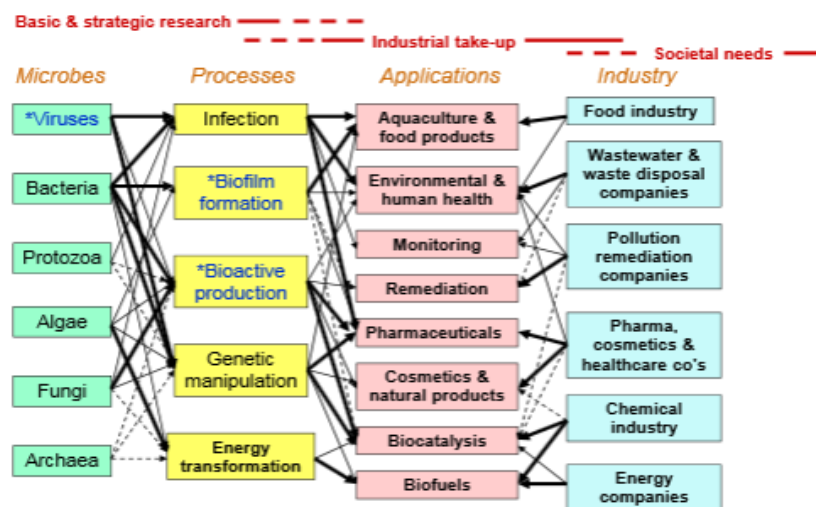 Basic & strategic research
Industrial take-up
Societal needs
Microbes
Processes
Applications
Industry
*Viruses
Bacteria
Protozoa
Algae
Fungi
Archaea
Infection
*Biofilm
formation
*Bioactive
production
Genetic
manipulation
Energy
transformation
Aquaculture &
food products
Environmental &
human health
Monitoring
Remediation
Pharmaceuticals
Cosmetics &
natural products
Biocatalysis
Biofuels
Food industry
Wastewater &
waste disposal
companies
Pollution
remediation
companies
Pharma,
cosmetics &
healthcare co's
Chemical
industry
Energy
companies